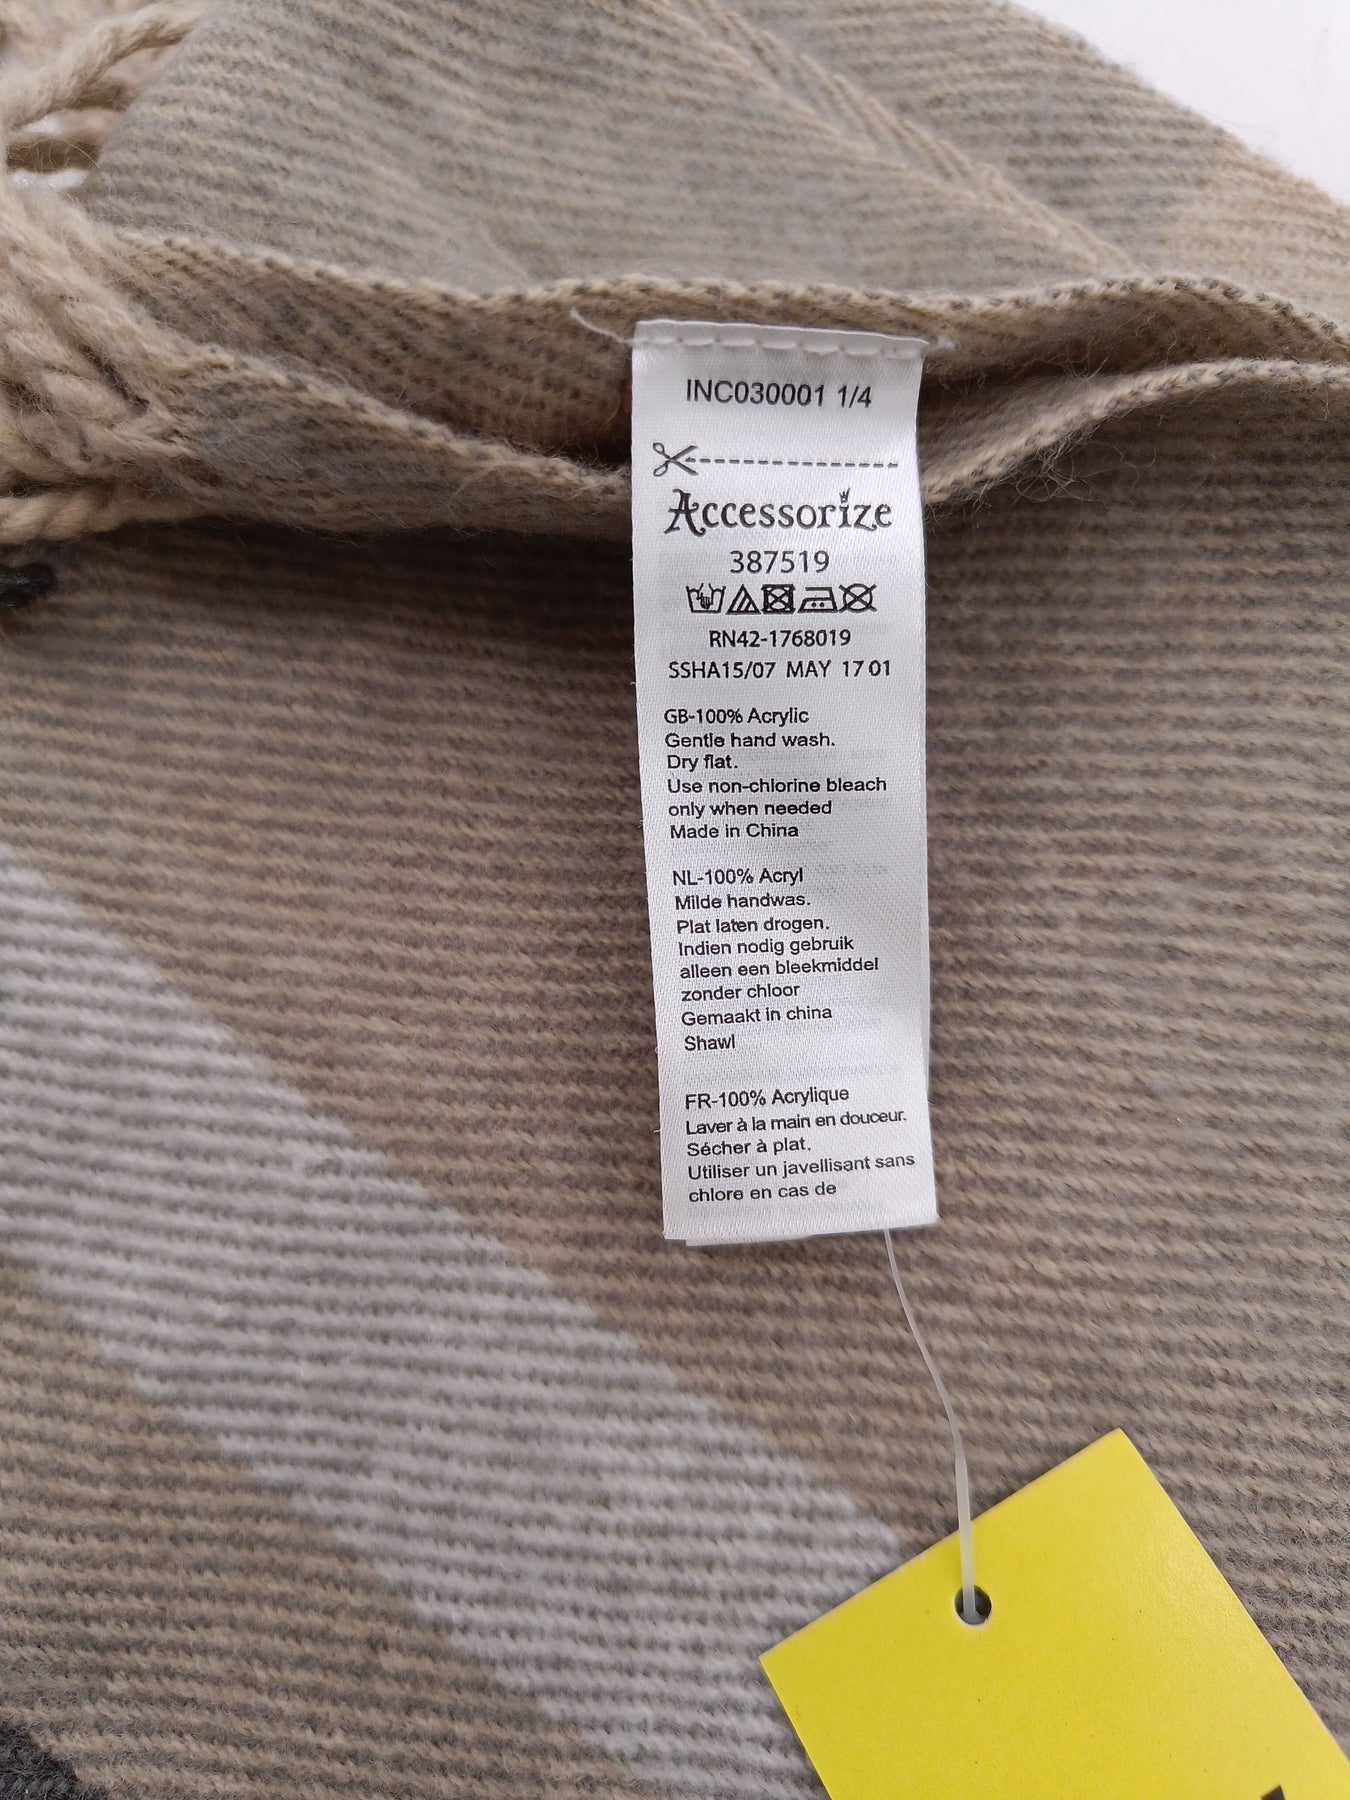 INC030001 1/4
Accessorize
387519
RN42-1768019
SSHA15/07 MAY 17 01
GB-100% Acrylic
Gentle hand wash.
Dry flat.
Use non-chlorine bleach
only when needed
Made in China
NL-100% Acryl
Milde handwas.
Plat laten drogen.
Indien nodig gebruik
alleen een bleekmiddel
zonder chloor
Gemaakt in china
Shawl
FR-100% Acrylique
Laver à la main en douceur.
Sécher à plat.
Utiliser un javellisant sans
chlore en cas de